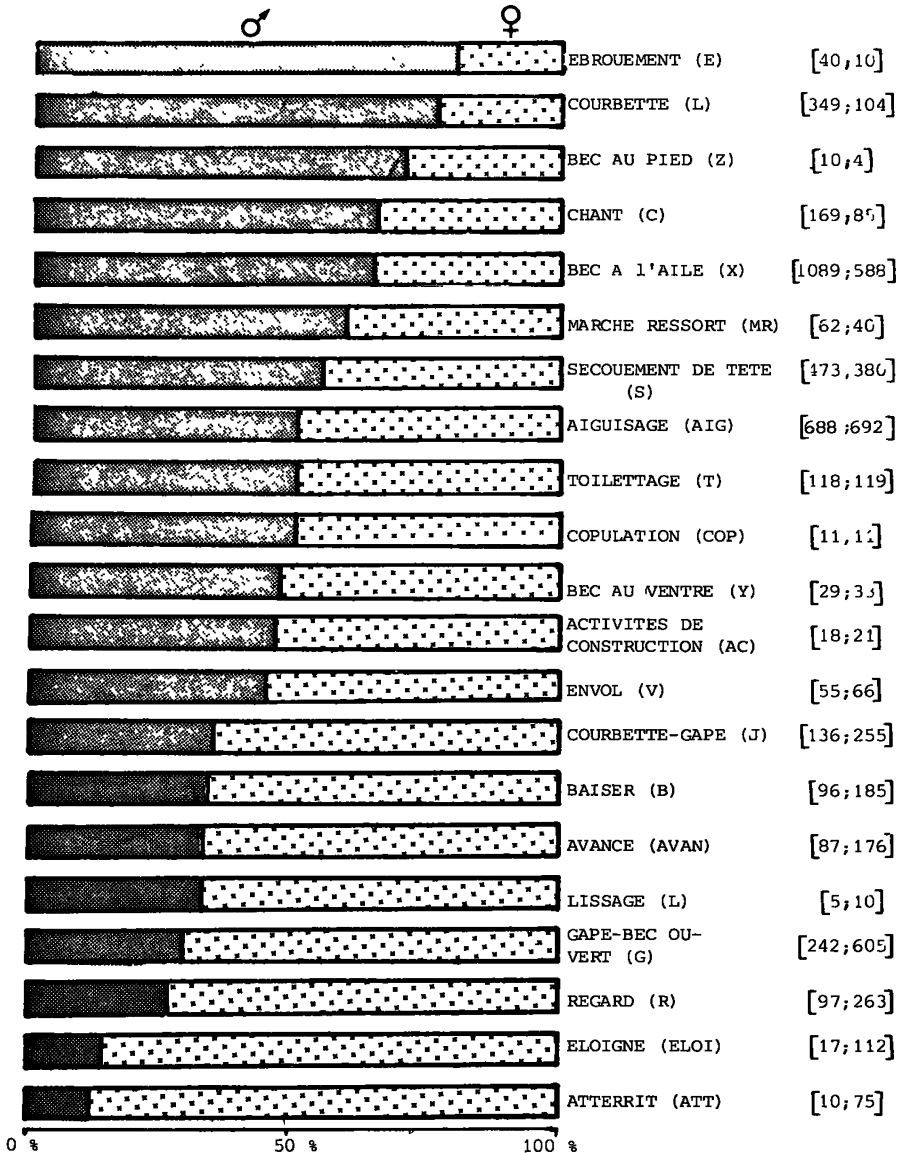 ♂ ♀
EBROUEMENT (E) [40,10]
COURBETTE (L) [349;104]
BEC AU PIED (Z) [10;4]
CHANT (C)
BEC A l'AILE (X) [1089;588]
MARCHE RESSORT (MR) [62;40]
SECOUEMENT DE TETE [473,380]
(S)
AIGUISAGE (AIG) [688;692]
TOILETTAGE (T) [118;119]
COPULATION (COP) [11,11]
BEC AU VENTRE (Y)
ACTIVITES DE
CONSTRUCTION (AC) [18;21]
ENVOL (V) [55;66]
COURBETTE-GAPE (J) [136;255]
BAISER (B) [96;185]
AVANCE (AVAN) [87;176]
LISSAGE (L) [5;10]
GAPE-BEC OU-
VERT (G) [242;605]
REGARD (R) [97;263]
ELOIGNE (ELOI) [17;112]
ATTERRIT (ATT) [10;75]
0 % 50 % 100 %